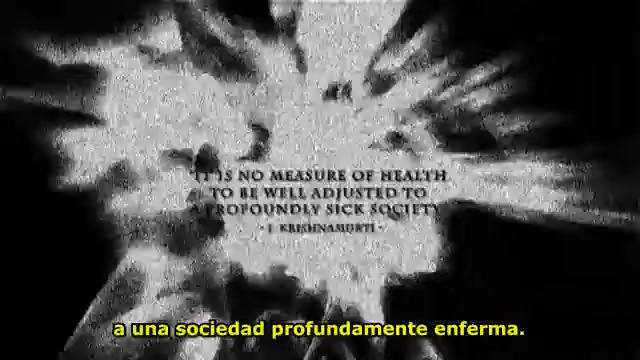 IT IS NO MEASURE OF HEALTH
TO BE WELL ADJUSTED TO
A PROFOUNDLY SICK SOCIETY
- J. KRISHNAMURTI -
a una sociedad profundamente enferma.